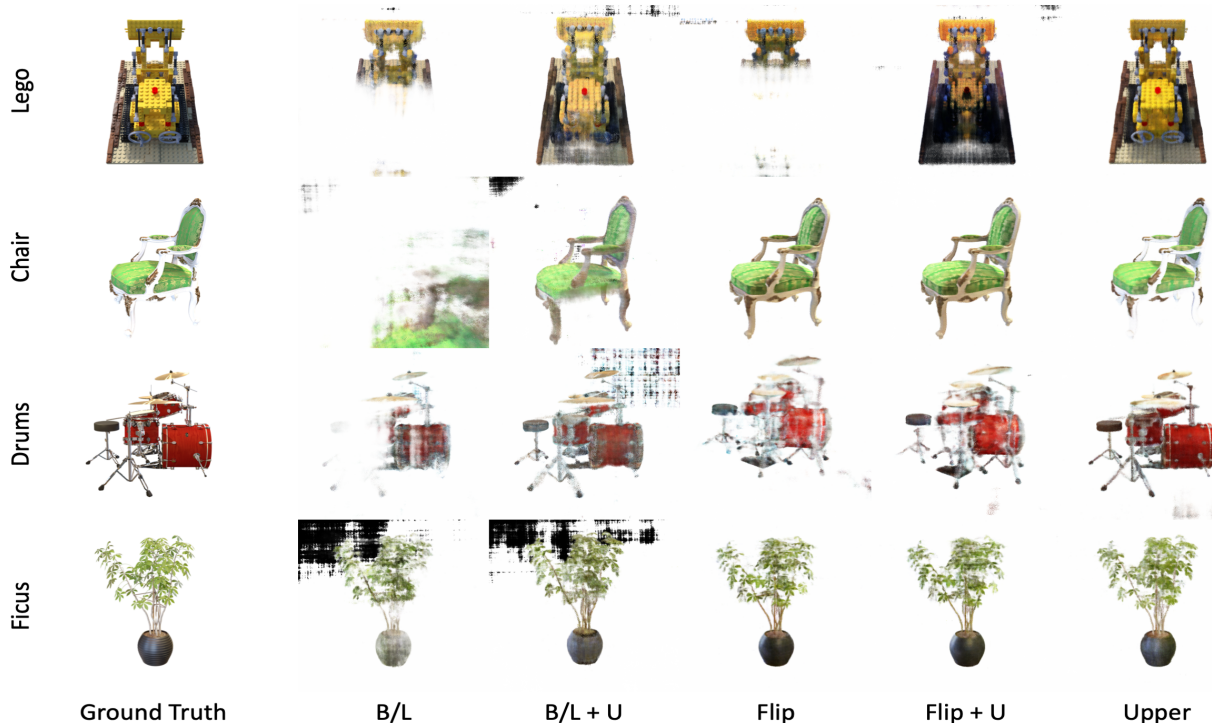 Lego
Chair
Drums
Ficus
Ground Truth
B/L
B/L + U
Flip
Flip + U
Upper